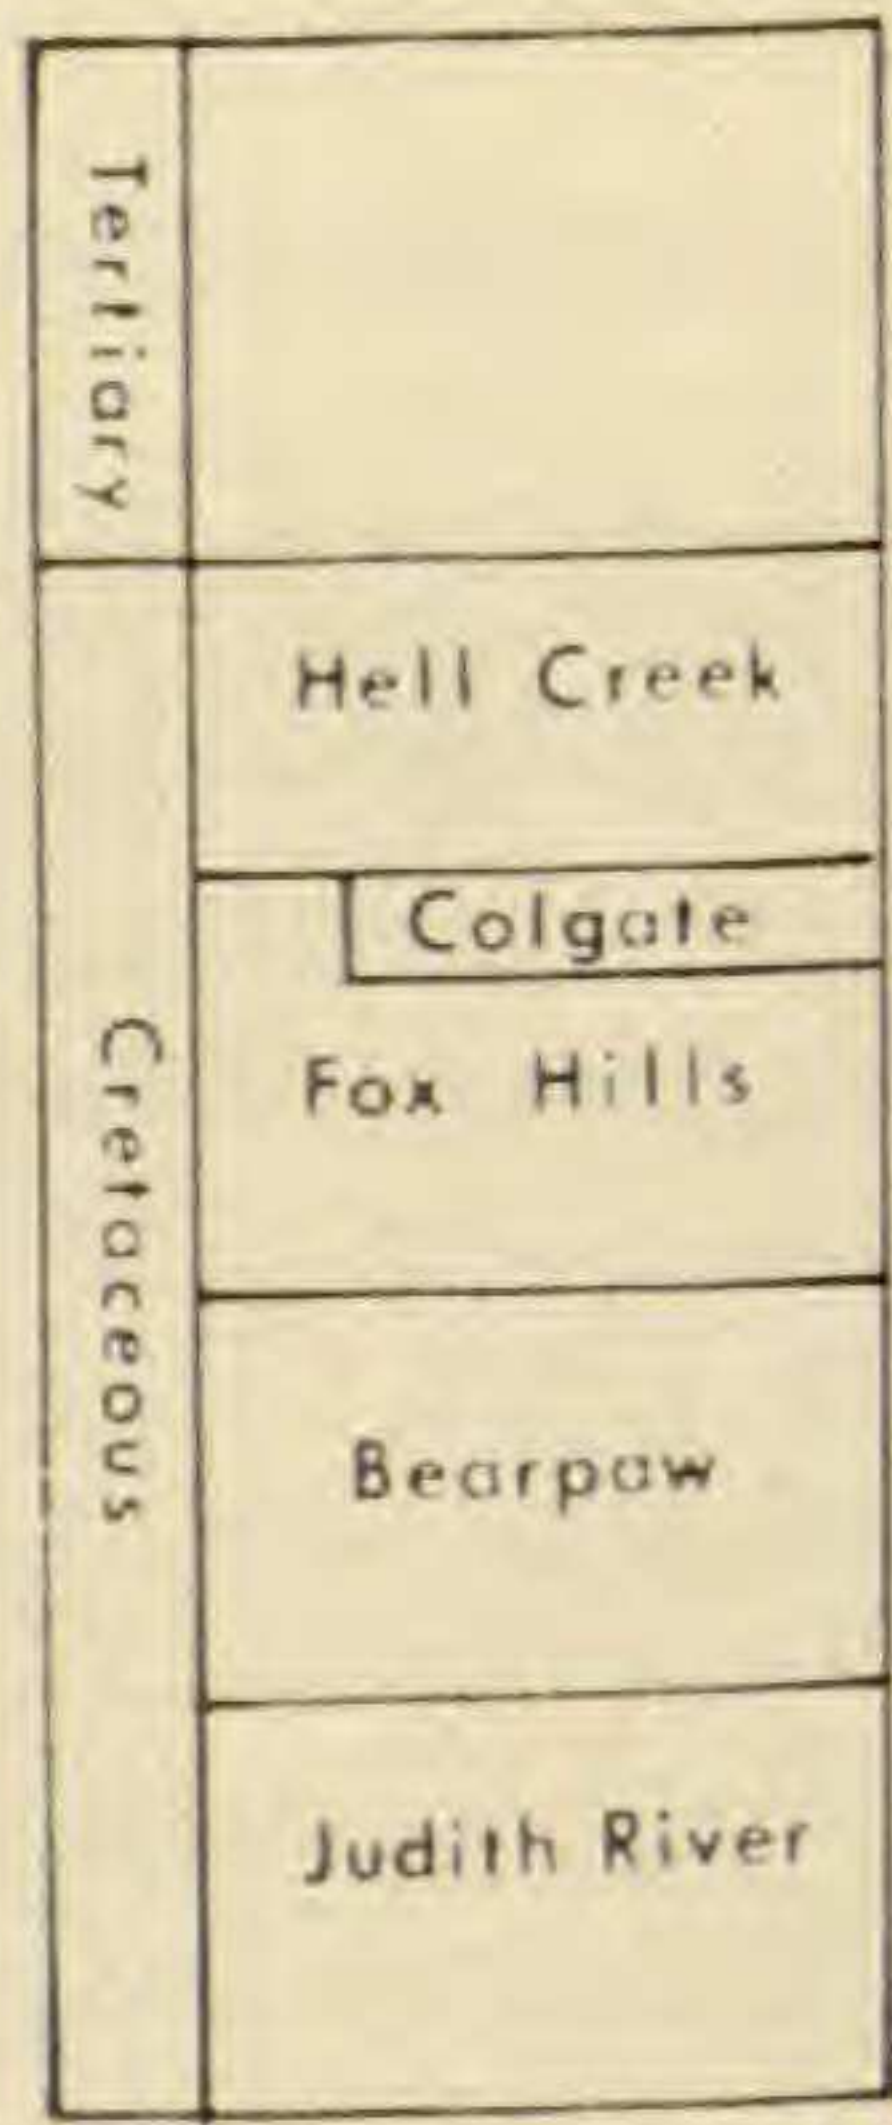 Tertiary
Hell Creek
Colgate
Fox Hills
Cretaceous
Bearpaw
Judith River